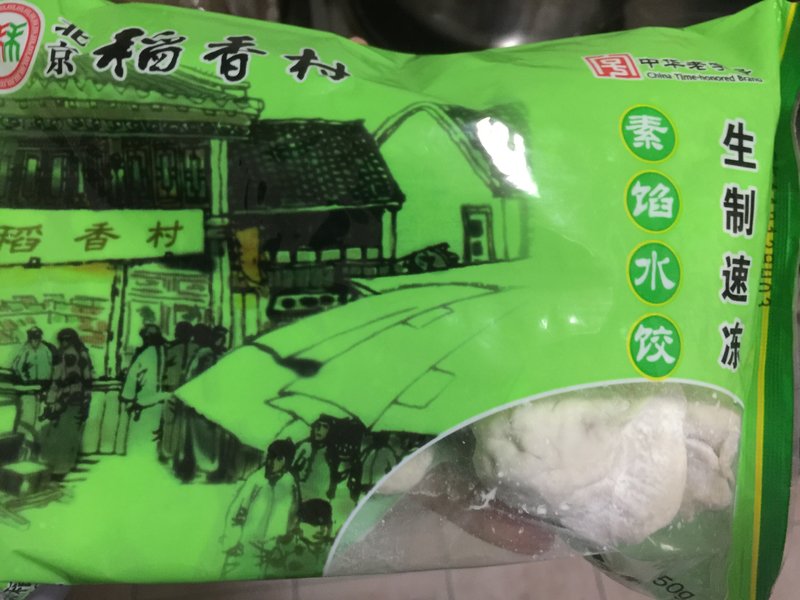 北京 稻香村
中华老字号
China Time-honored Brand
稻香村
素馅水饺
生制速冻
50g